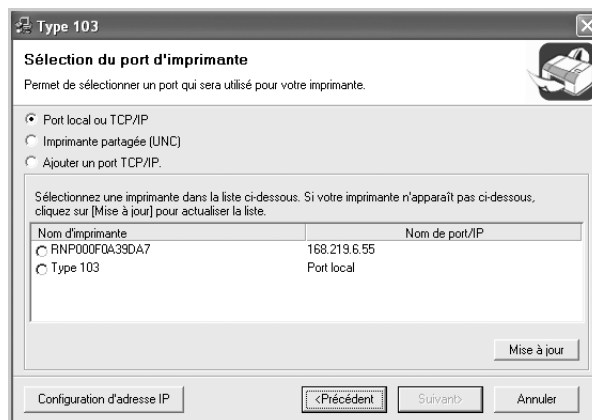 Type 103
Sélection du port d'imprimante
Permet de sélectionner un port qui sera utilisé pour votre imprimante.
Port local ou TCP/IP
Imprimante partagée (UNC)
Ajouter un port TCP/IP.
Sélectionnez une imprimante dans la liste ci-dessous. Si votre imprimante n'apparaît pas ci-dessous,
cliquez sur [Mise à jour] pour actualiser la liste.
Nom d'imprimante Nom de port/IP
RNP000F0A39DA7 168.219.6.55
Type 103 Port local
Mise à jour
Configuration d'adresse IP <Précédent Suivant> Annuler